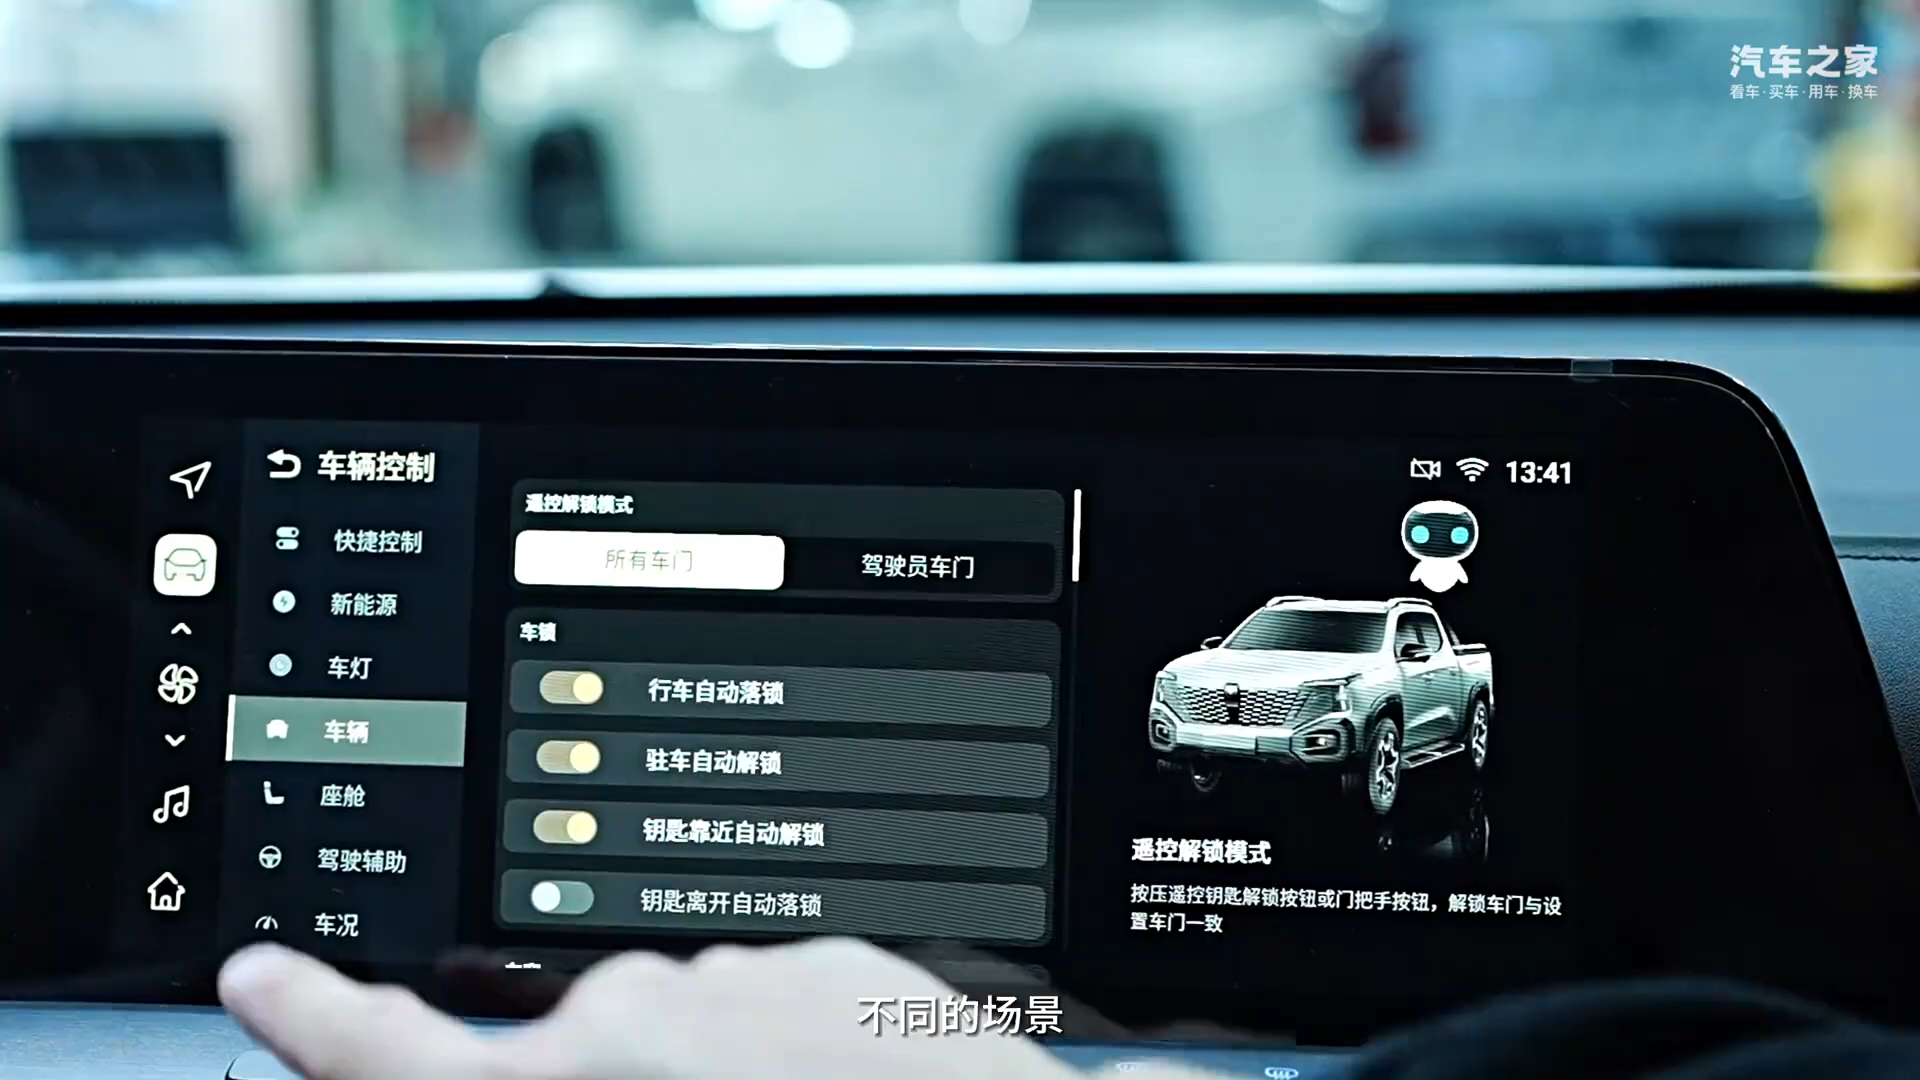 汽车之家
看车·买车·用车·换车
车辆控制
快捷控制
新能源
车灯
车辆
座舱
驾驶辅助
车况
遥控解锁模式
所有车门
驾驶员车门
车锁
行车自动落锁
驻车自动解锁
钥匙靠近自动解锁
钥匙离开自动落锁
13:41
遥控解锁模式
按压遥控钥匙解锁按钮或门把手按钮，解锁车门与设
置车门一致
不同的场景